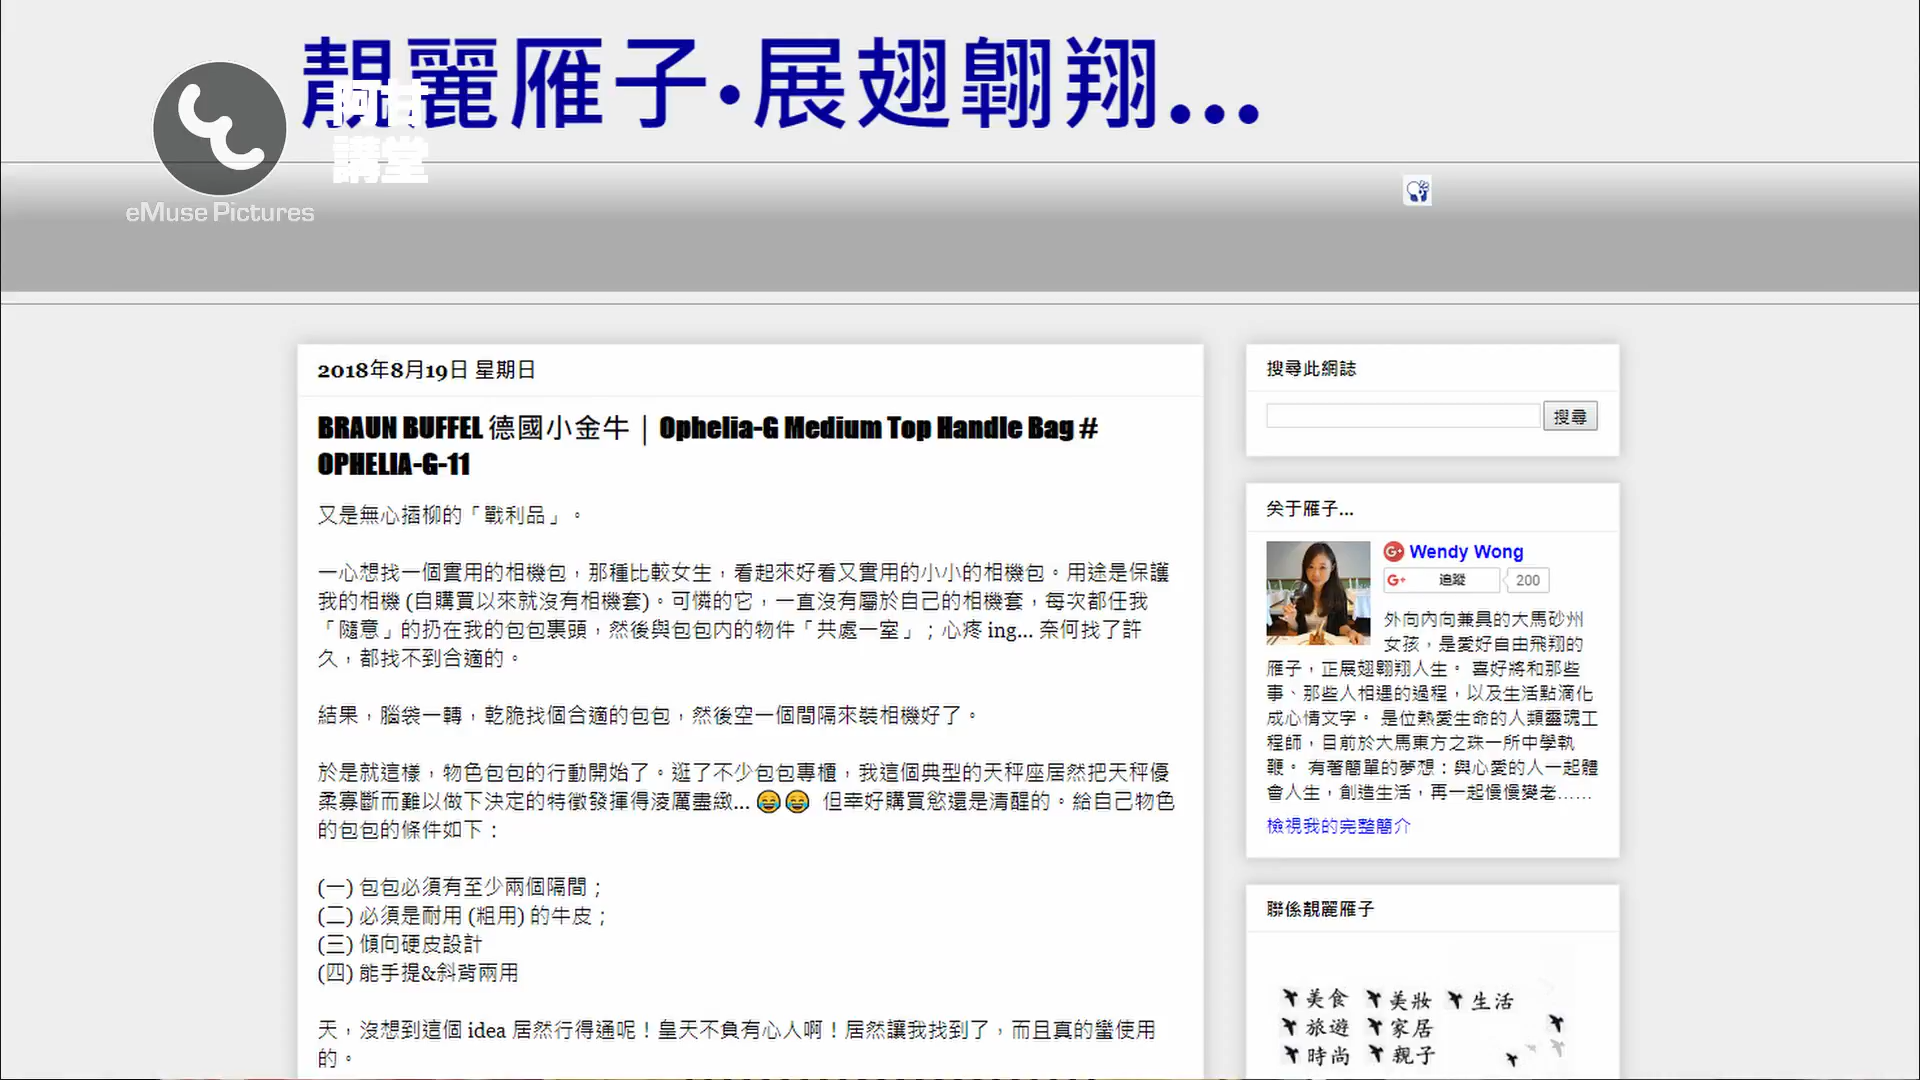 靚麗雁子·展翅翺翔...
阿甘
講堂
eMuse Pictures
2018年8月19日 星期日
BRAUN BUFFEL 德國小金牛｜Ophelia-G Medium Top Handle Bag #
OPHELIA-G-11
又是無心插柳的「戰利品」。
一心想找一個實用的相機包，那種比較女生，看起來好看又實用的小小的相機包。用途是保護
我的相機 (自購買以來就沒有相機套)。可憐的它，一直沒有屬於自己的相機套，每次都任我
「隨意」的扔在我的包包裏頭，然後與包包內的物件「共處一室」；心疼 ing... 奈何找了許
久，都找不到合適的。
結果，腦袋一轉，乾脆找個合適的包包，然後空一個間隔來裝相機好了。
於是就這樣，物色包包的行動開始了。逛了不少包包專櫃，我這個典型的天秤座居然把天秤優
柔寡斷而難以做下決定的特徵發揮得淩厲盡緻... 😂😂 但幸好購買慾還是清醒的。給自己物色
的包包的條件如下：
(一) 包包必須有至少兩個隔間；
(二) 必須是耐用 (粗用) 的牛皮；
(三) 傾向硬皮設計
(四) 能手提&斜背兩用
天，沒想到這個 idea 居然行得通呢！皇天不負有心人啊！居然讓我找到了，而且真的蠻使用
的。
搜尋此網誌
搜尋
关于雁子...
Wendy Wong
G+ 追蹤 200
外向內向兼具的大馬砂州
女孩，是愛好自由飛翔的
雁子，正展翅翺翔人生。 喜好將和那些
事、那些人相遇的過程，以及生活點滴化
成心情文字。 是位熱愛生命的人類靈魂工
程師，目前於大馬東方之珠一所中學執
鞭。 有著簡單的夢想：與心愛的人一起體
會人生，創造生活，再一起慢慢變老……
檢視我的完整簡介
聯係靚麗雁子
美食 美妝 生活
旅遊 家居
時尚 親子